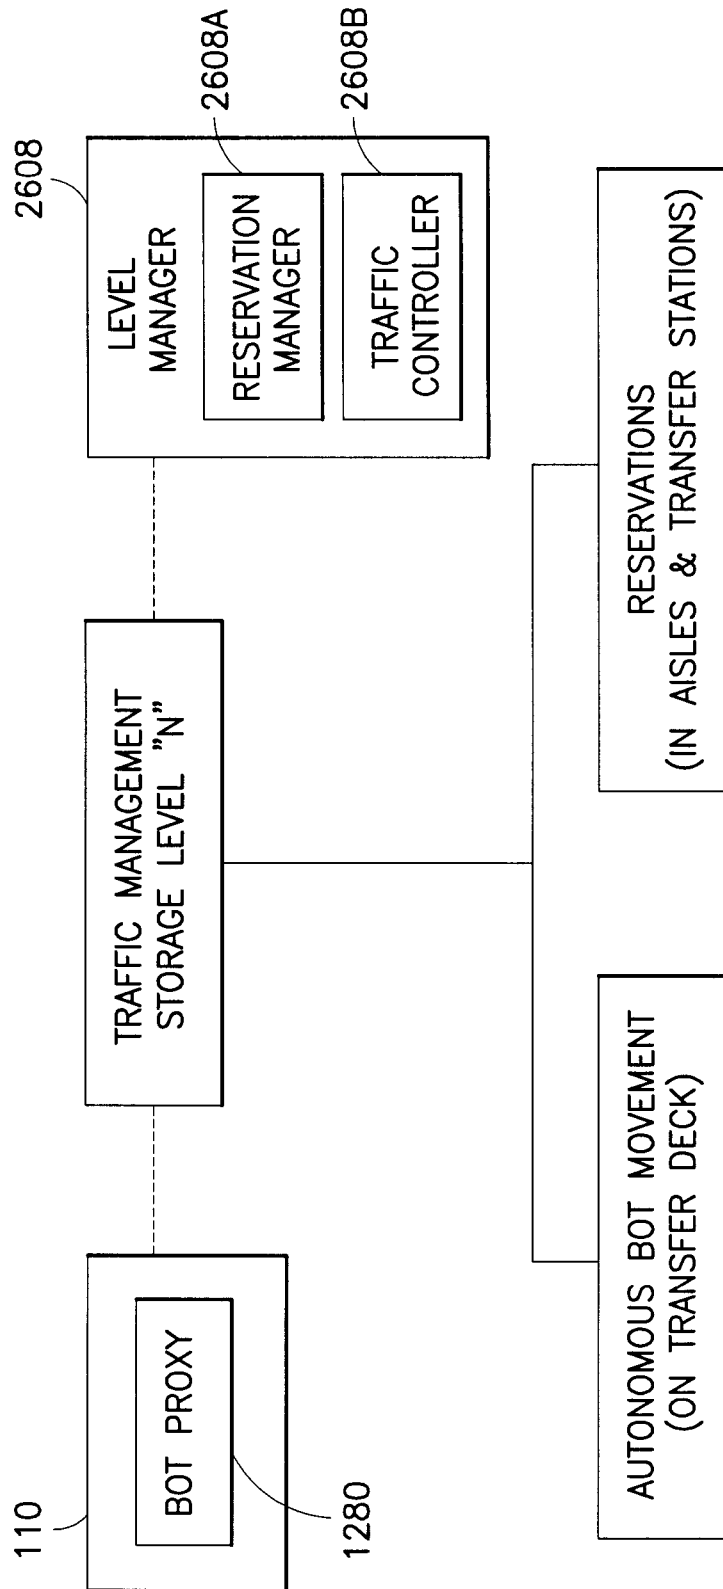 110
BOT PROXY
1280
TRAFFIC MANAGEMENT
STORAGE LEVEL "N"
2608
LEVEL
MANAGER
RESERVATION
MANAGER
2608A
TRAFFIC
CONTROLLER
2608B
AUTONOMOUS BOT MOVEMENT
(ON TRANSFER DECK)
RESERVATIONS
(IN AISLES & TRANSFER STATIONS)